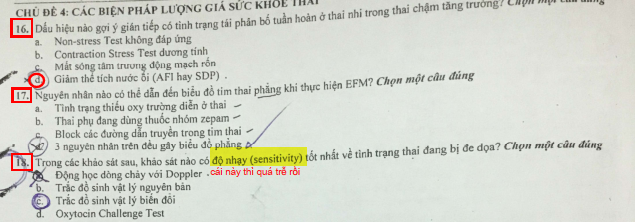 CHỦ ĐỀ 4: CÁC BIỆN PHÁP LƯỢNG GIÁ SỨC KHỎE THAI
16. Dấu hiệu nào gợi ý gián tiếp có tình trạng tái phân bố tuần hoàn ở thai nhi trong thai chậm tăng trưởng? Chọn một câu
a. Non-stress Test không đáp ứng
b. Contraction Stress Test dương tính
c. Mất sóng tâm trương động mạch rốn
d. Giảm thể tích nước ối (AFI hay SDP) .
17. Nguyên nhân nào có thể dẫn đến biểu đồ tim thai phẳng khi thực hiện EFM? Chọn một câu đúng
a. Tình trạng thiếu oxy trường diễn ở thai
b. Thai phụ đang dùng thuốc nhóm zepam
c. Block các đường dẫn truyền trong tim thai
d. 3 nguyên nhân trên đều gây biểu đồ phẳng
18. Trong các khảo sát sau, khảo sát nào có độ nhạy (sensitivity) tốt nhất về tình trạng thai đang bị đe dọa? Chọn một câu đúng
a. Động học dòng chảy với Doppler . cái này thì quá trễ rồi
b. Trắc đồ sinh vật lý nguyên bản
c. Trắc đồ sinh vật lý biến đổi
d. Oxytocin Challenge Test